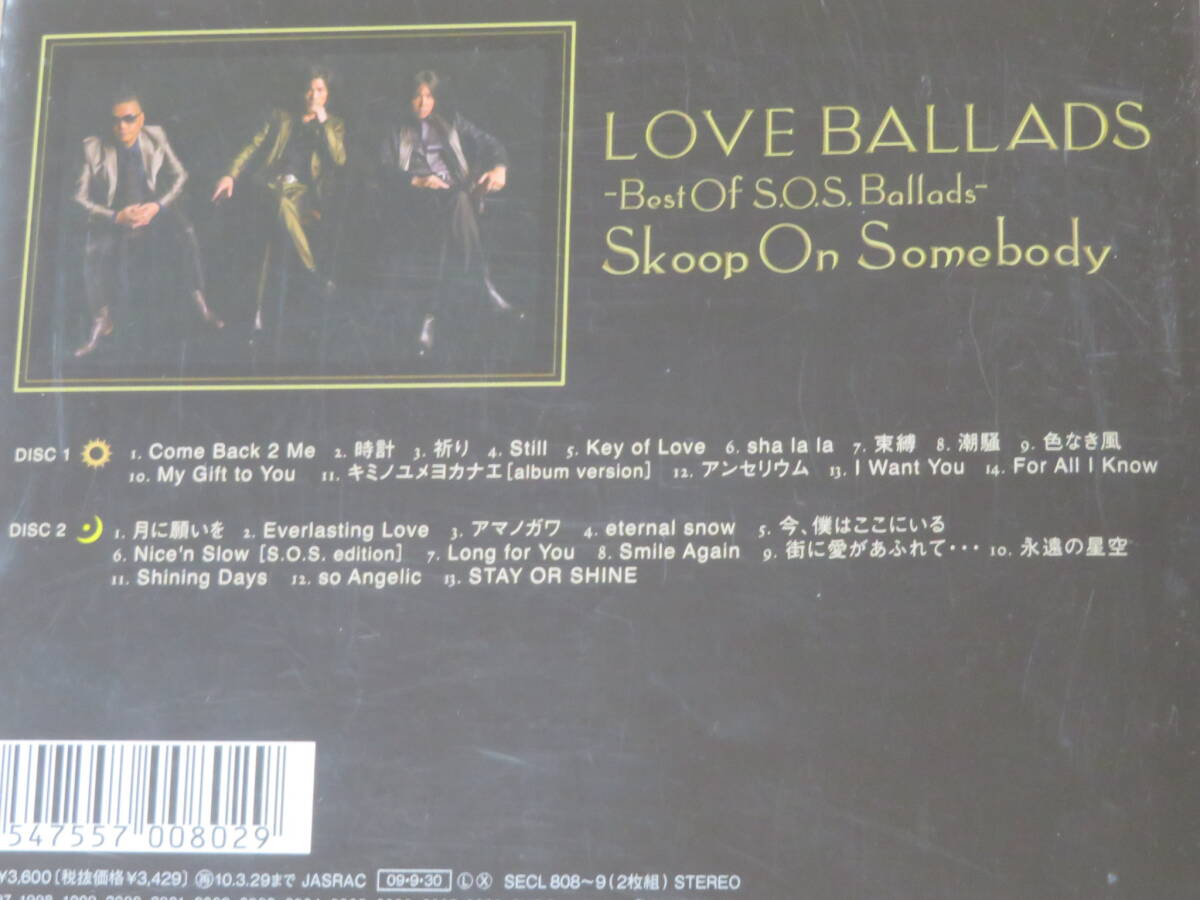 LOVE BALLADS
-Best Of S.O.S. Ballads-
Skoop On Somebody
DISC 1 1. Come Back 2 Me 2. 時計 3. 祈り 4. Still 5. Key of Love 6. sha la la 7.束縛 8. 潮騒 9. 色なき風
10. My Gift to You 11. キミノユメヨカナエ[album version] 12. アンセリウム 13. I Want You 14. For All I Know
DISC 2 1. 月に願いを 2. Everlasting Love 3. アマノガワ 4. eternal snow 5. 今、僕はここにいる
6. Nice'n Slow [S.O.S. edition] 7. Long for You 8. Smile Again 9. 街に愛があふれて・・・ 10. 永遠の星空
11. Shining Days 12. so Angelic 13. STAY OR SHINE
547557 008029
¥3,600〔税抜価格¥3,429〕 再10.3.29まで JASRAC 09・9・30 Ⓛ Ⓧ SECL 808〜9(2枚組) STEREO